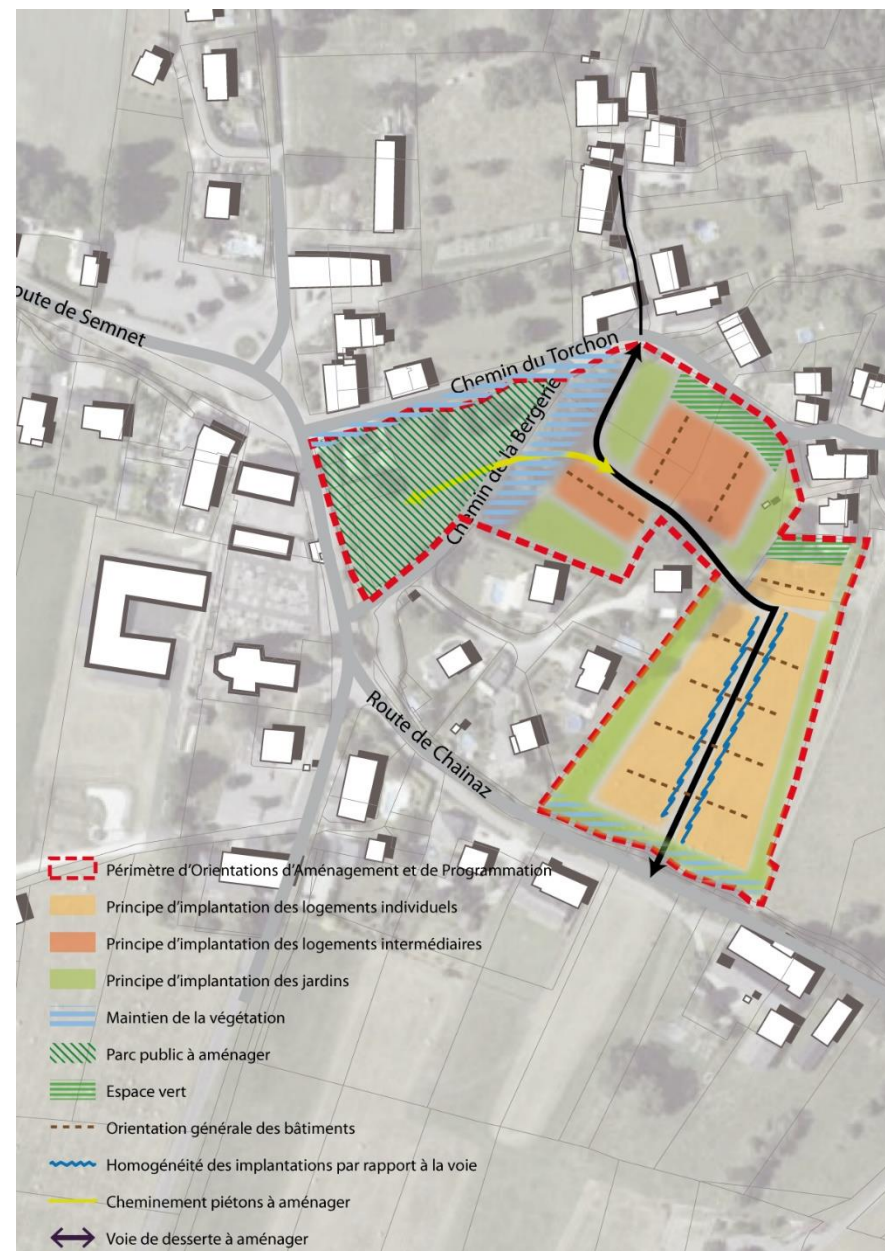 oute de Semnet
Chemin du Torchon
Chemin de la Bergerie
Route de Chainaz
Périmètre d'Orientations d'Aménagement et de Programmation
Principe d'implantation des logements individuels
Principe d'implantation des logements intermédiaires
Principe d'implantation des jardins
Maintien de la végétation
Parc public à aménager
Espace vert
Orientation générale des bâtiments
Homogénéité des implantations par rapport à la voie
Cheminement piétons à aménager
Voie de desserte à aménager